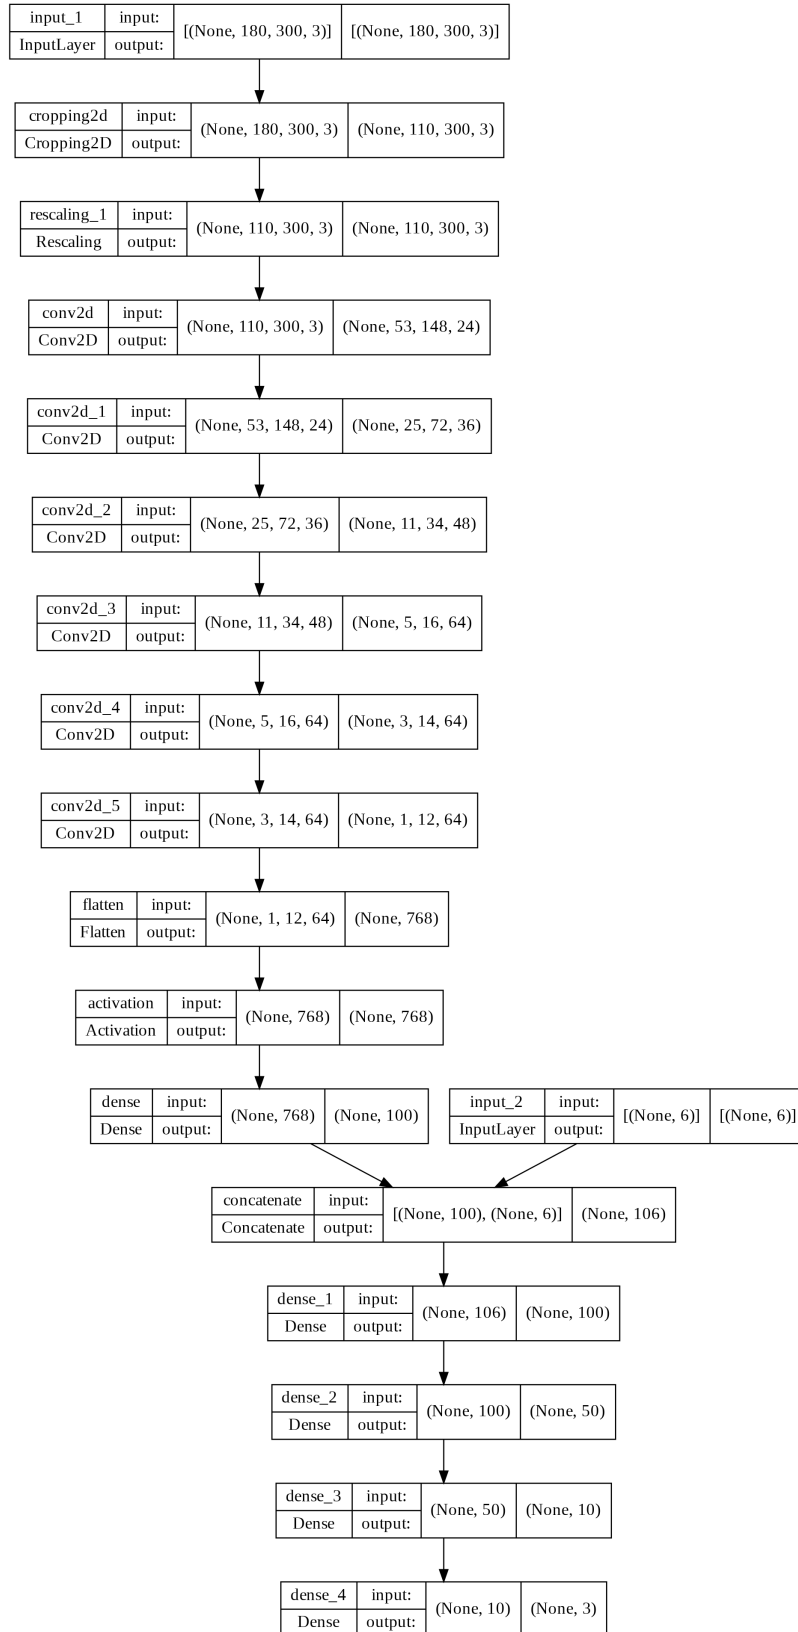 input_1 input: [(None, 180, 300, 3)] [(None, 180, 300, 3)]
InputLayer output:
cropping2d input: (None, 180, 300, 3) (None, 110, 300, 3)
Cropping2D output:
rescaling_1 input: (None, 110, 300, 3) (None, 110, 300, 3)
Rescaling output:
conv2d input: (None, 110, 300, 3) (None, 53, 148, 24)
Conv2D output:
conv2d_1 input: (None, 53, 148, 24) (None, 25, 72, 36)
Conv2D output:
conv2d_2 input: (None, 25, 72, 36) (None, 11, 34, 48)
Conv2D output:
conv2d_3 input: (None, 11, 34, 48) (None, 5, 16, 64)
Conv2D output:
conv2d_4 input: (None, 5, 16, 64) (None, 3, 14, 64)
Conv2D output:
conv2d_5 input: (None, 3, 14, 64) (None, 1, 12, 64)
Conv2D output:
flatten input: (None, 1, 12, 64) (None, 768)
Flatten output:
activation input: (None, 768) (None, 768)
Activation output:
dense input: (None, 768) (None, 100)
Dense output:
input_2 input: [(None, 6)] [(None, 6)]
InputLayer output:
concatenate input: [(None, 100), (None, 6)] (None, 106)
Concatenate output:
dense_1 input: (None, 106) (None, 100)
Dense output:
dense_2 input: (None, 100) (None, 50)
Dense output:
dense_3 input: (None, 50) (None, 10)
Dense output:
dense_4 input: (None, 10) (None, 3)
Dense output: